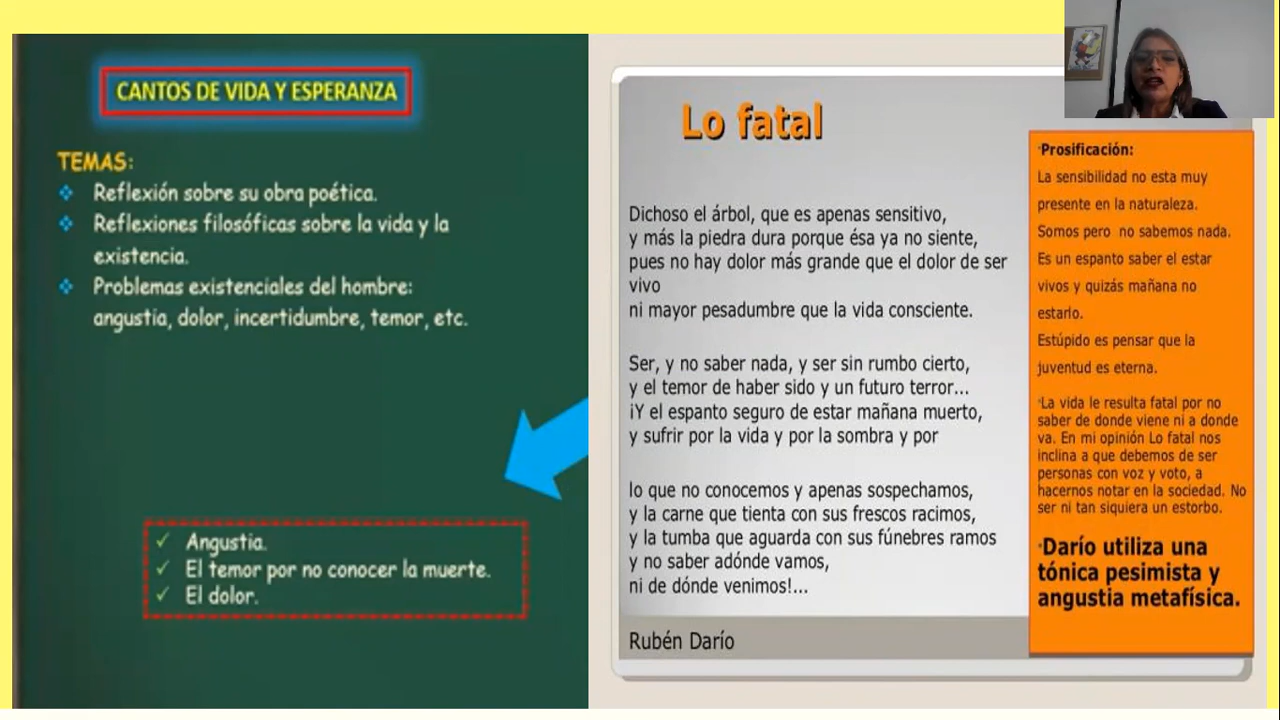 CANTOS DE VIDA Y ESPERANZA
TEMAS:
Reflexión sobre su obra poética.
Reflexiones filosóficas sobre la vida y la
existencia.
Problemas existenciales del hombre:
angustia, dolor, incertidumbre, temor, etc.
✓ Angustia.
✓ El temor por no conocer la muerte.
✓ El dolor.
Lo fatal
Dichoso el árbol, que es apenas sensitivo,
y más la piedra dura porque ésa ya no siente,
pues no hay dolor más grande que el dolor de ser
vivo
ni mayor pesadumbre que la vida consciente.
Ser, y no saber nada, y ser sin rumbo cierto,
y el temor de haber sido y un futuro terror...
¡Y el espanto seguro de estar mañana muerto,
y sufrir por la vida y por la sombra y por
lo que no conocemos y apenas sospechamos,
y la carne que tienta con sus frescos racimos,
y la tumba que aguarda con sus fúnebres ramos
y no saber adónde vamos,
ni de dónde venimos!...
Rubén Darío
Prosificación:
La sensibilidad no esta muy
presente en la naturaleza.
Somos pero no sabemos nada.
Es un espanto saber el estar
vivos y quizás mañana no
estarlo.
Estúpido es pensar que la
juventud es eterna.
La vida le resulta fatal por no
saber de donde viene ni a donde
va. En mi opinión Lo fatal nos
inclina a que debemos de ser
personas con voz y voto, a
hacernos notar en la sociedad. No
ser ni tan siquiera un estorbo.
Darío utiliza una
tónica pesimista y
angustia metafísica.